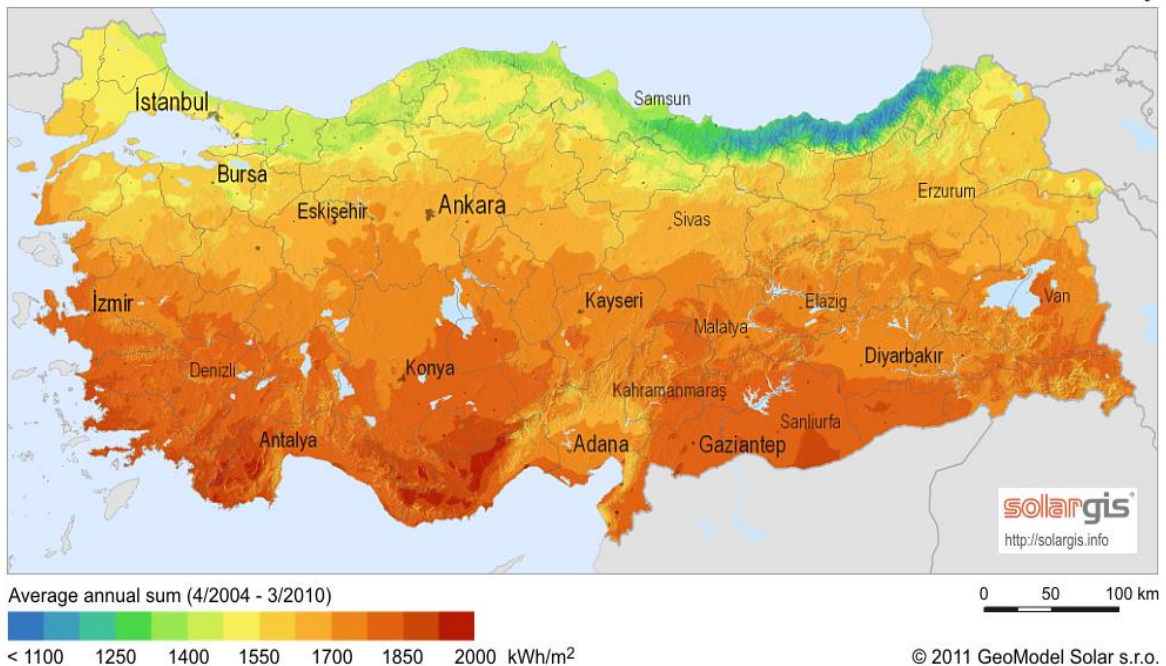 İstanbul
Samsun
Bursa
Erzurum
Eskişehir
Ankara
Sivas
İzmir
Kayseri
Elazig
Van
Malatya
Diyarbakır
Denizli
Konya
Kahramanmaraş
Sanliurfa
Antalya
Adana
Gaziantep
solargis
http://solargis.info
Average annual sum (4/2004 - 3/2010)
0 50 100 km
< 1100 1250 1400 1550 1700 1850 2000 kWh/m²
© 2011 GeoModel Solar s.r.o.